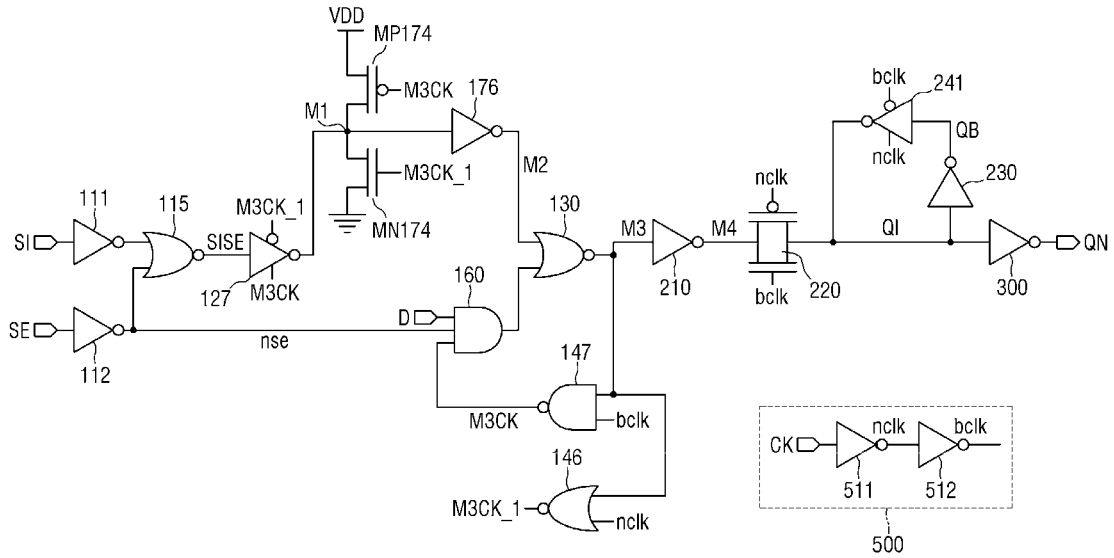 VDD
MP174
M3CK
176
M1
M3CK_1
M2
MN174
bclk
241
QB
nclk
230
111
115
SI
SISE
M3CK_1
M3CK
127
130
M3
M4
210
nclk
bclk
220
QI
QN
300
160
D
SE
112
nse
147
M3CK
bclk
146
M3CK_1
nclk
CK
nclk
bclk
511
512
500